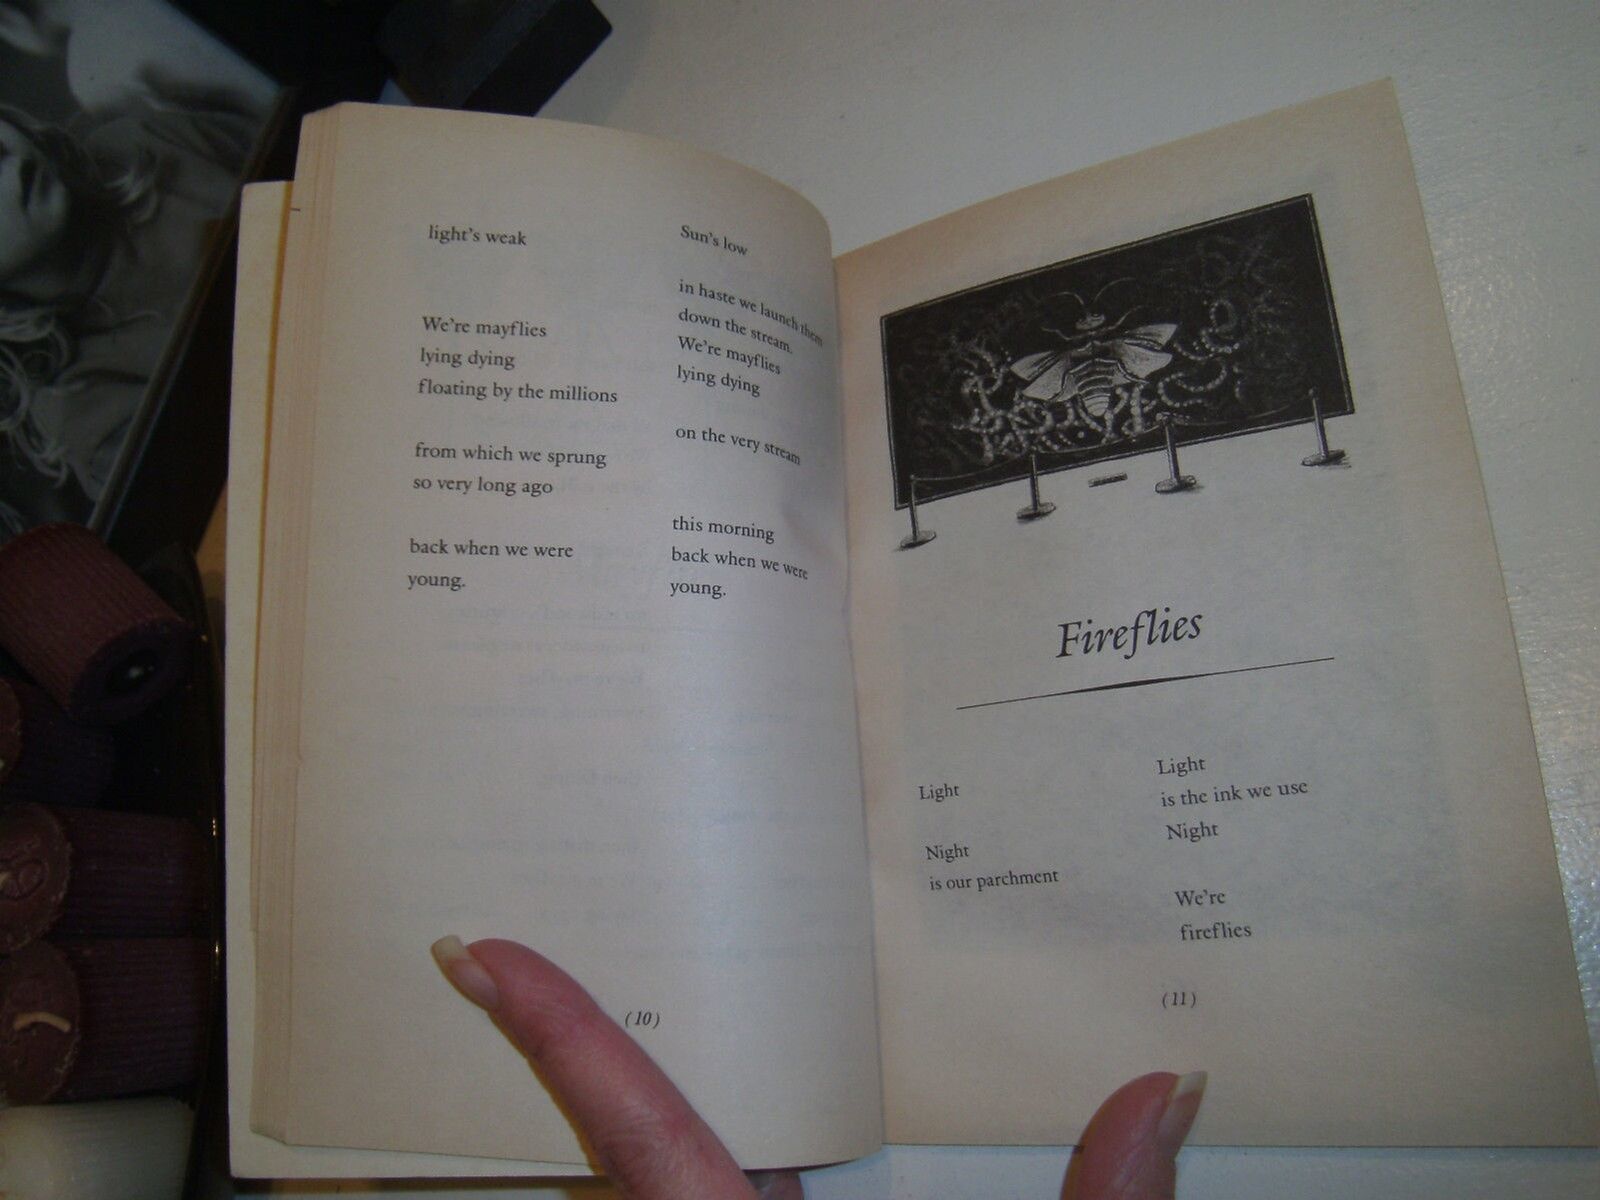 light's weak
We're mayflies
lying dying
floating by the millions
from which we sprung
so very long ago
back when we were
young.
Sun's low
in haste we launch them
down the stream.
We're mayflies
lying dying
on the very stream
this morning
back when we were
young.
(10)
Fireflies
Light
Night
is our parchment
Light
is the ink we use
Night
We're
fireflies
(11)